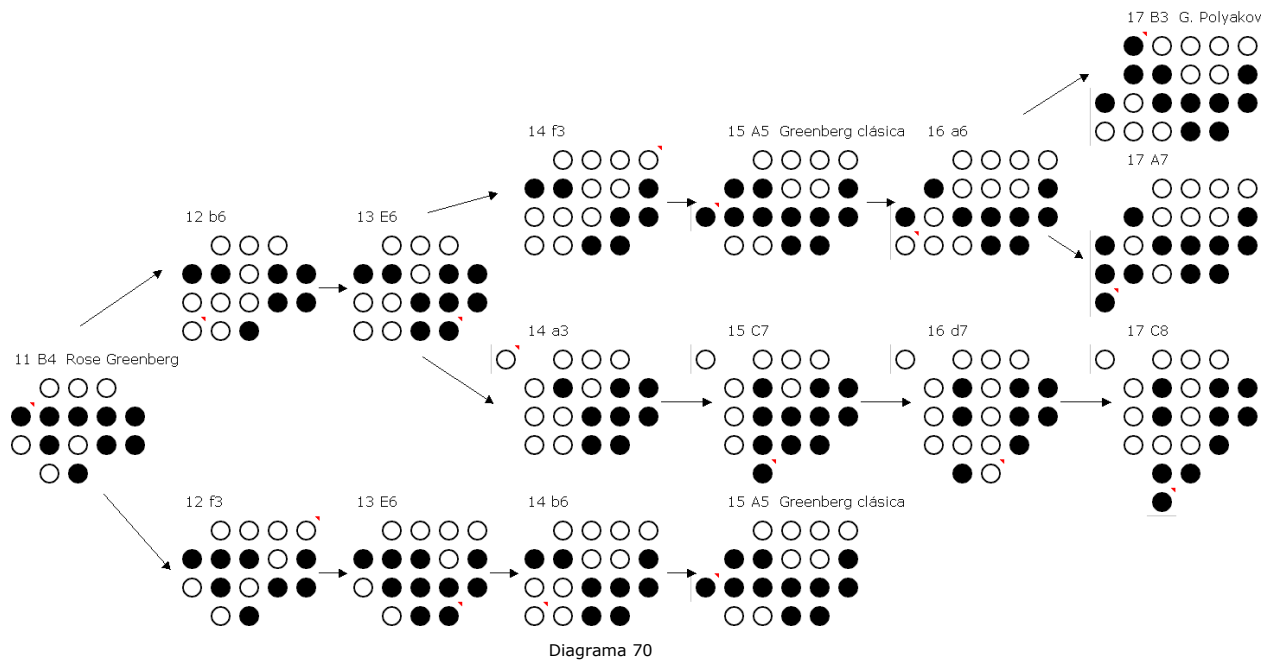 17 B3 G. Polyakov
14 f3
15 A5 Greenberg clásica
16 a6
17 A7
12 b6
13 E6
14 a3
15 C7
16 d7
17 C8
11 B4 Rose Greenberg
12 f3
13 E6
14 b6
15 A5 Greenberg clásica
Diagrama 70